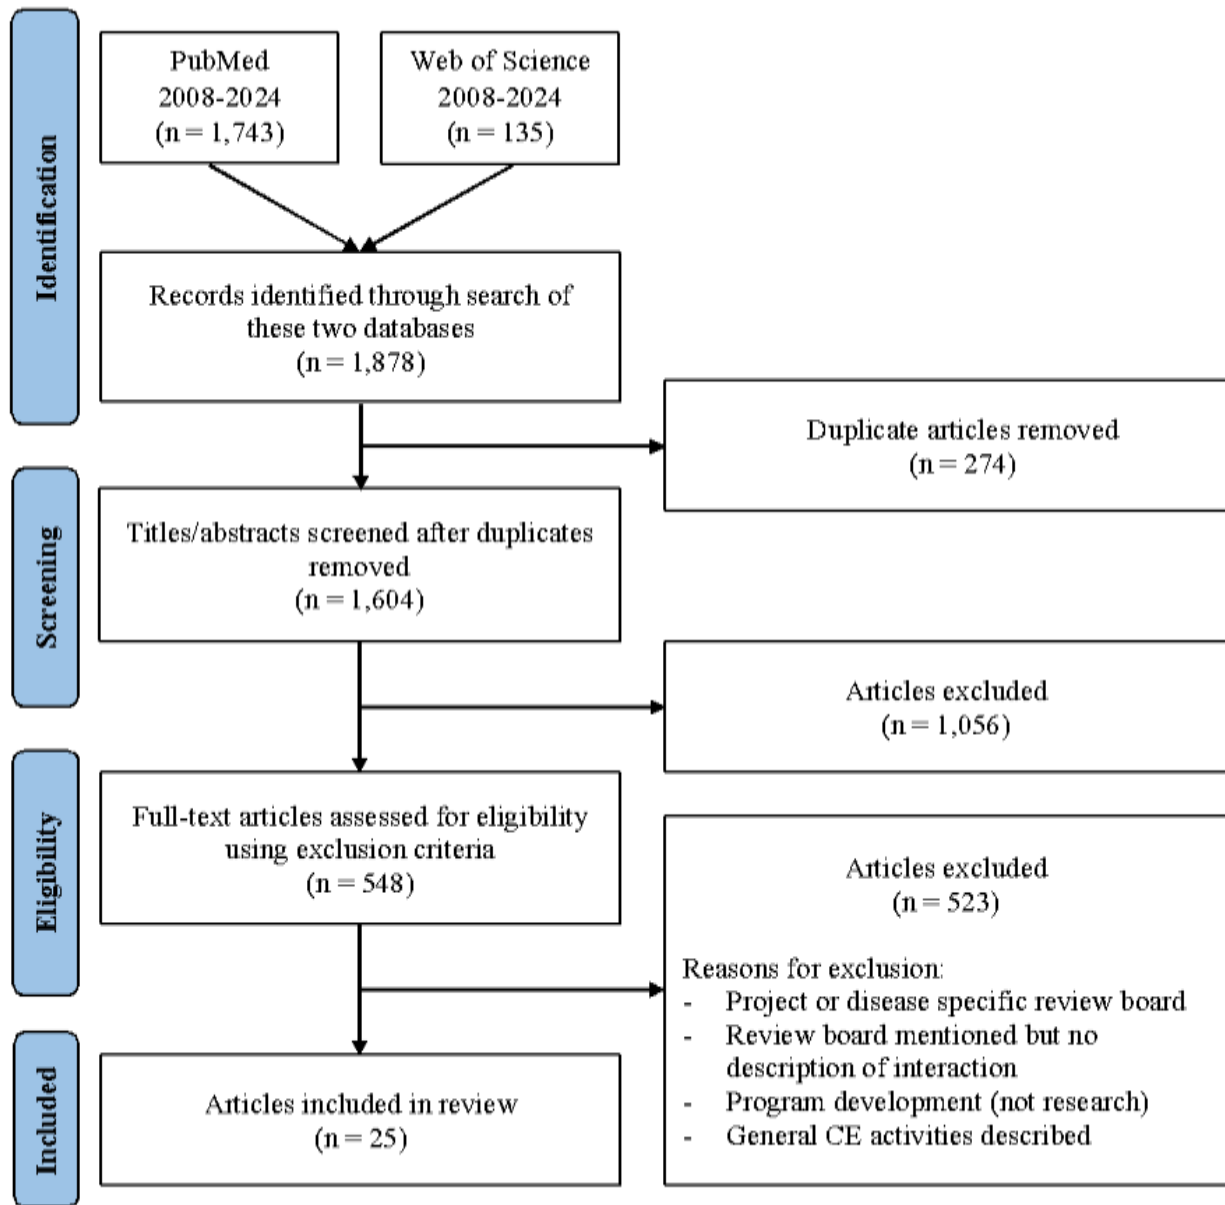 Identification
PubMed
2008-2024
(n = 1,743)
Web of Science
2008-2024
(n = 135)
Records identified through search of
these two databases
(n = 1,878)
Duplicate articles removed
(n = 274)
Screening
Titles/abstracts screened after duplicates
removed
(n = 1,604)
Articles excluded
(n = 1,056)
Eligibility
Full-text articles assessed for eligibility
using exclusion criteria
(n = 548)
Articles excluded
(n = 523)
Reasons for exclusion:
- Project or disease specific review board
- Review board mentioned but no
description of interaction
- Program development (not research)
- General CE activities described
Included
Articles included in review
(n = 25)